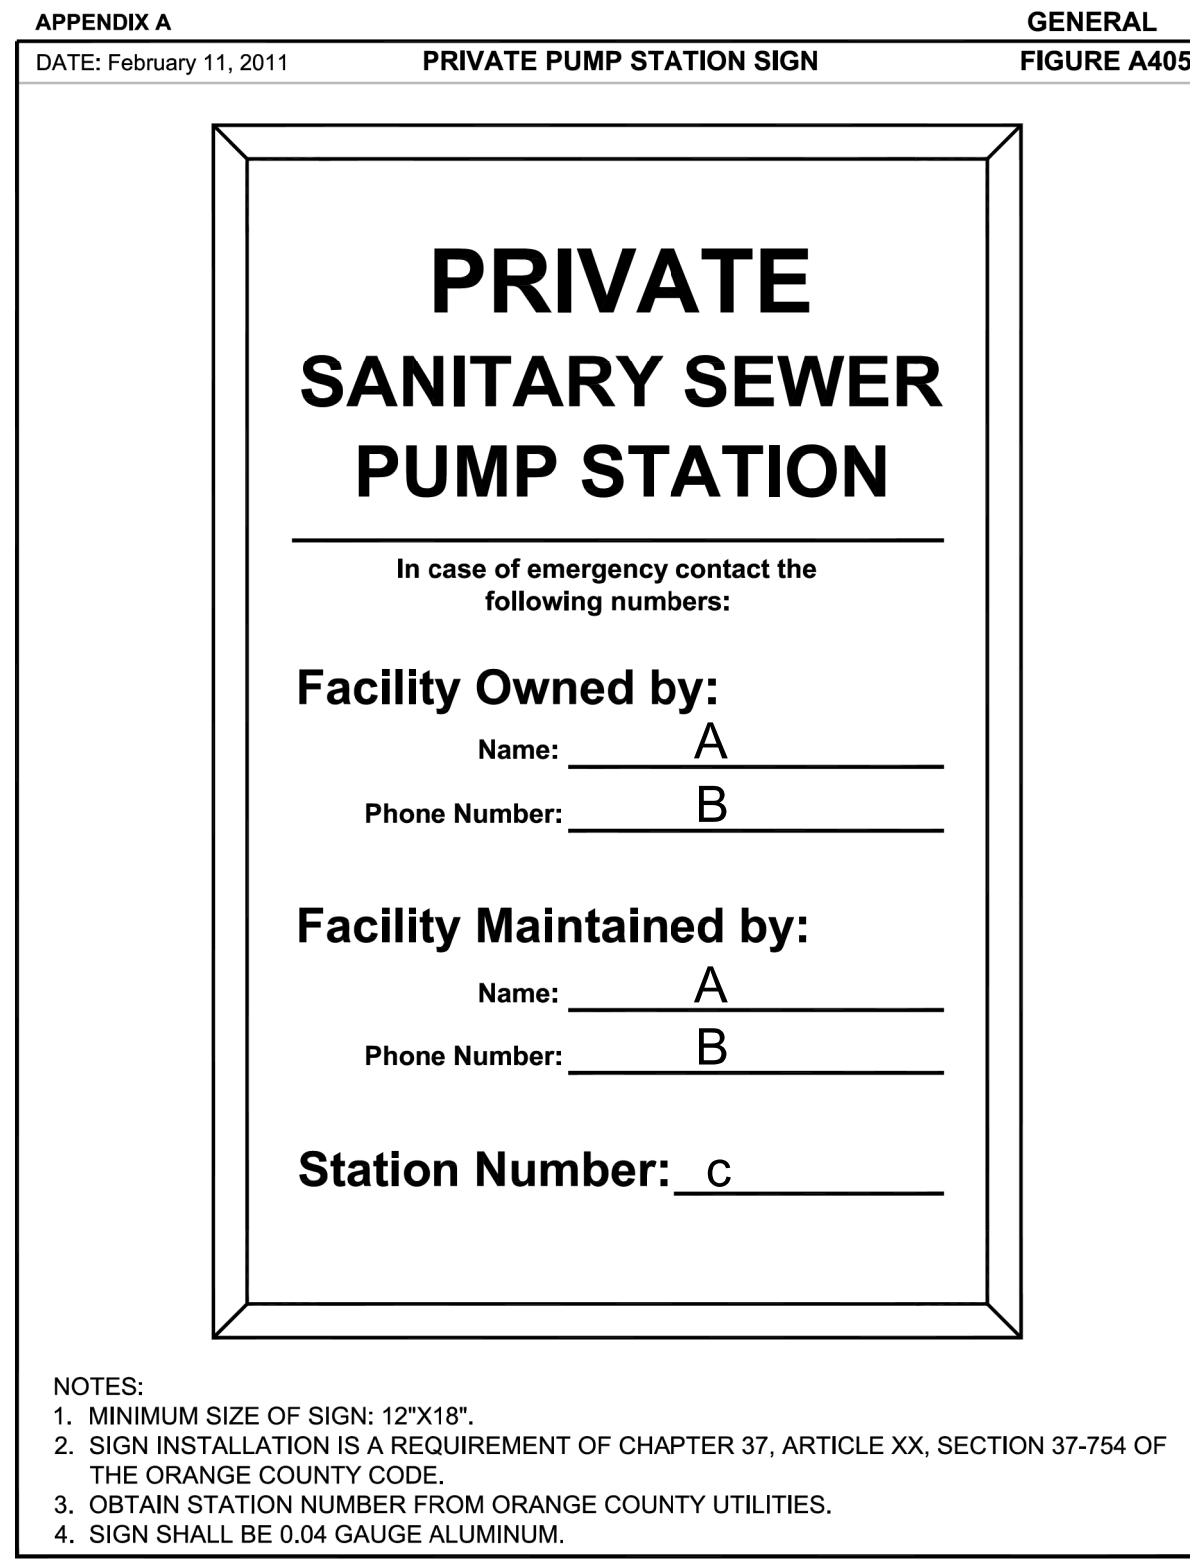 APPENDIX A GENERAL
DATE: February 11, 2011 PRIVATE PUMP STATION SIGN FIGURE A405
PRIVATE
SANITARY SEWER
PUMP STATION
In case of emergency contact the
following numbers:
Facility Owned by:
Name: A
Phone Number: B
Facility Maintained by:
Name: A
Phone Number: B
Station Number: c
NOTES:
1. MINIMUM SIZE OF SIGN: 12"X18".
2. SIGN INSTALLATION IS A REQUIREMENT OF CHAPTER 37, ARTICLE XX, SECTION 37-754 OF
THE ORANGE COUNTY CODE.
3. OBTAIN STATION NUMBER FROM ORANGE COUNTY UTILITIES.
4. SIGN SHALL BE 0.04 GAUGE ALUMINUM.